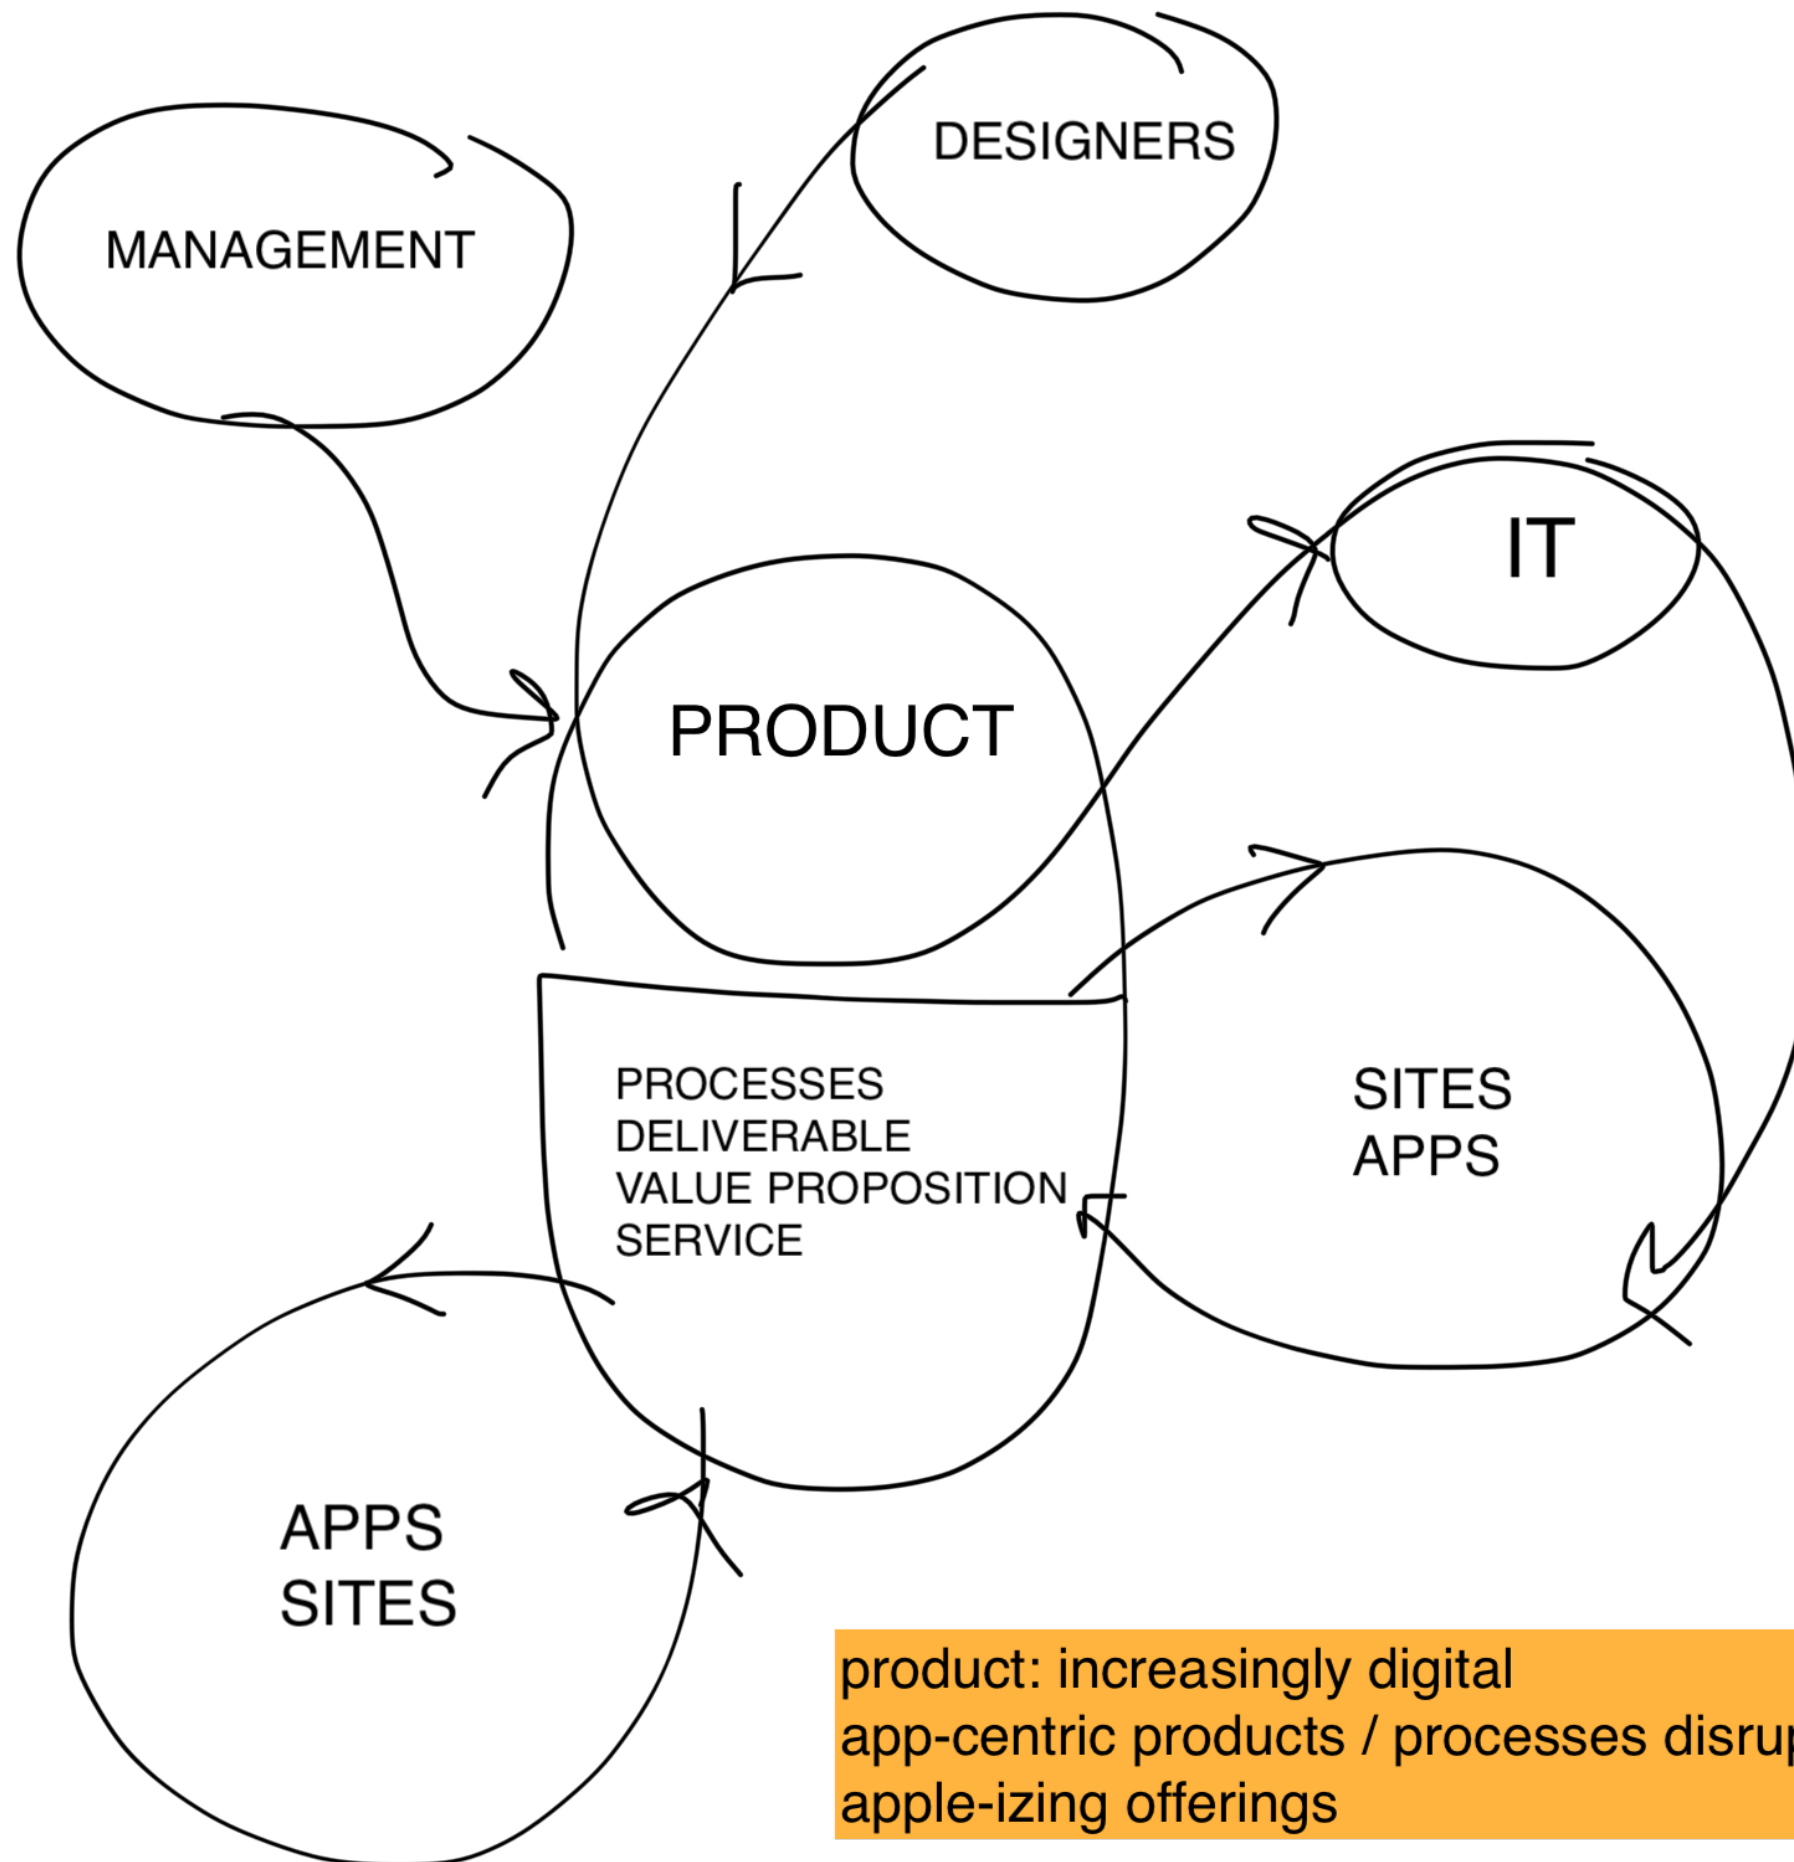 DESIGNERS
MANAGEMENT
IT
PRODUCT
PROCESSES
DELIVERABLE
VALUE PROPOSITION
SERVICE
SITES
APPS
APPS
SITES
product: increasingly digital
app-centric products / processes
apple-izing offerings